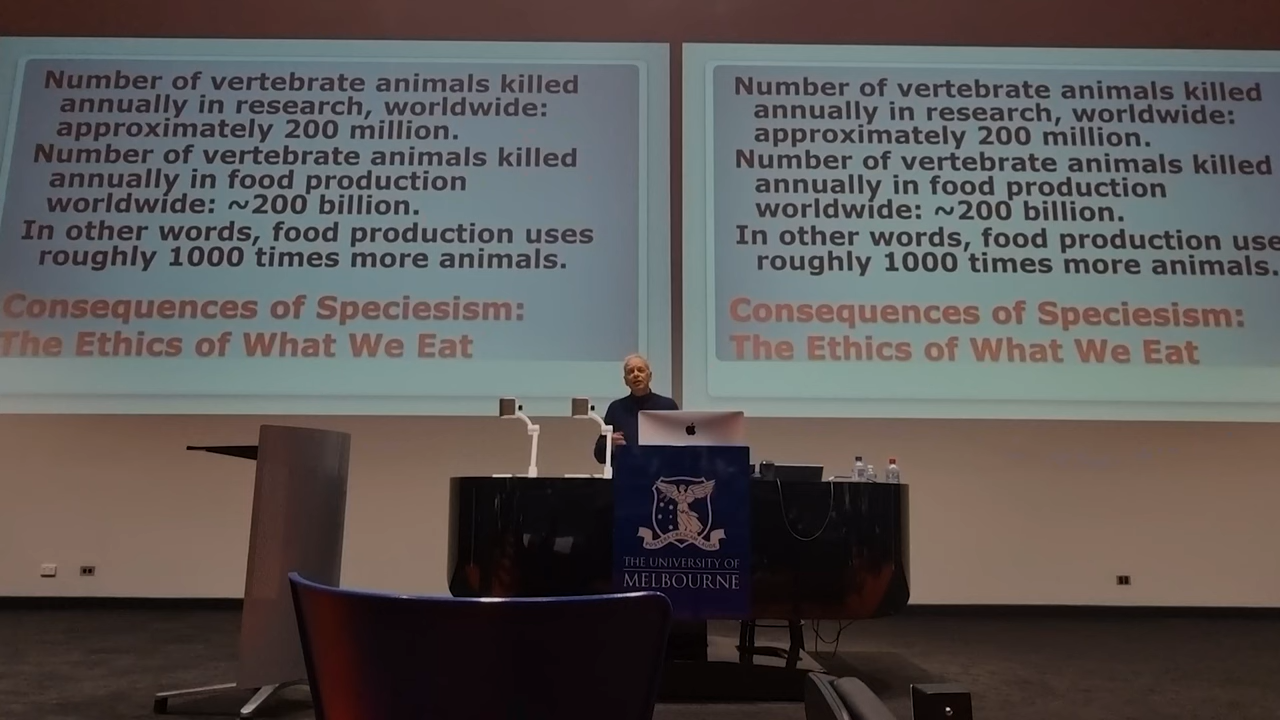 Number of vertebrate animals killed
annually in research, worldwide:
approximately 200 million.
Number of vertebrate animals killed
annually in food production
worldwide: ~200 billion.
In other words, food production uses
roughly 1000 times more animals.
Consequences of Speciesism:
The Ethics of What We Eat
Number of vertebrate animals killed
annually in research, worldwide:
approximately 200 million.
Number of vertebrate animals killed
annually in food production
worldwide: ~200 billion.
In other words, food production use
roughly 1000 times more animals.
Consequences of Speciesism:
The Ethics of What We Eat
POSTERA CRESCAM LAUDE
THE UNIVERSITY OF
MELBOURNE